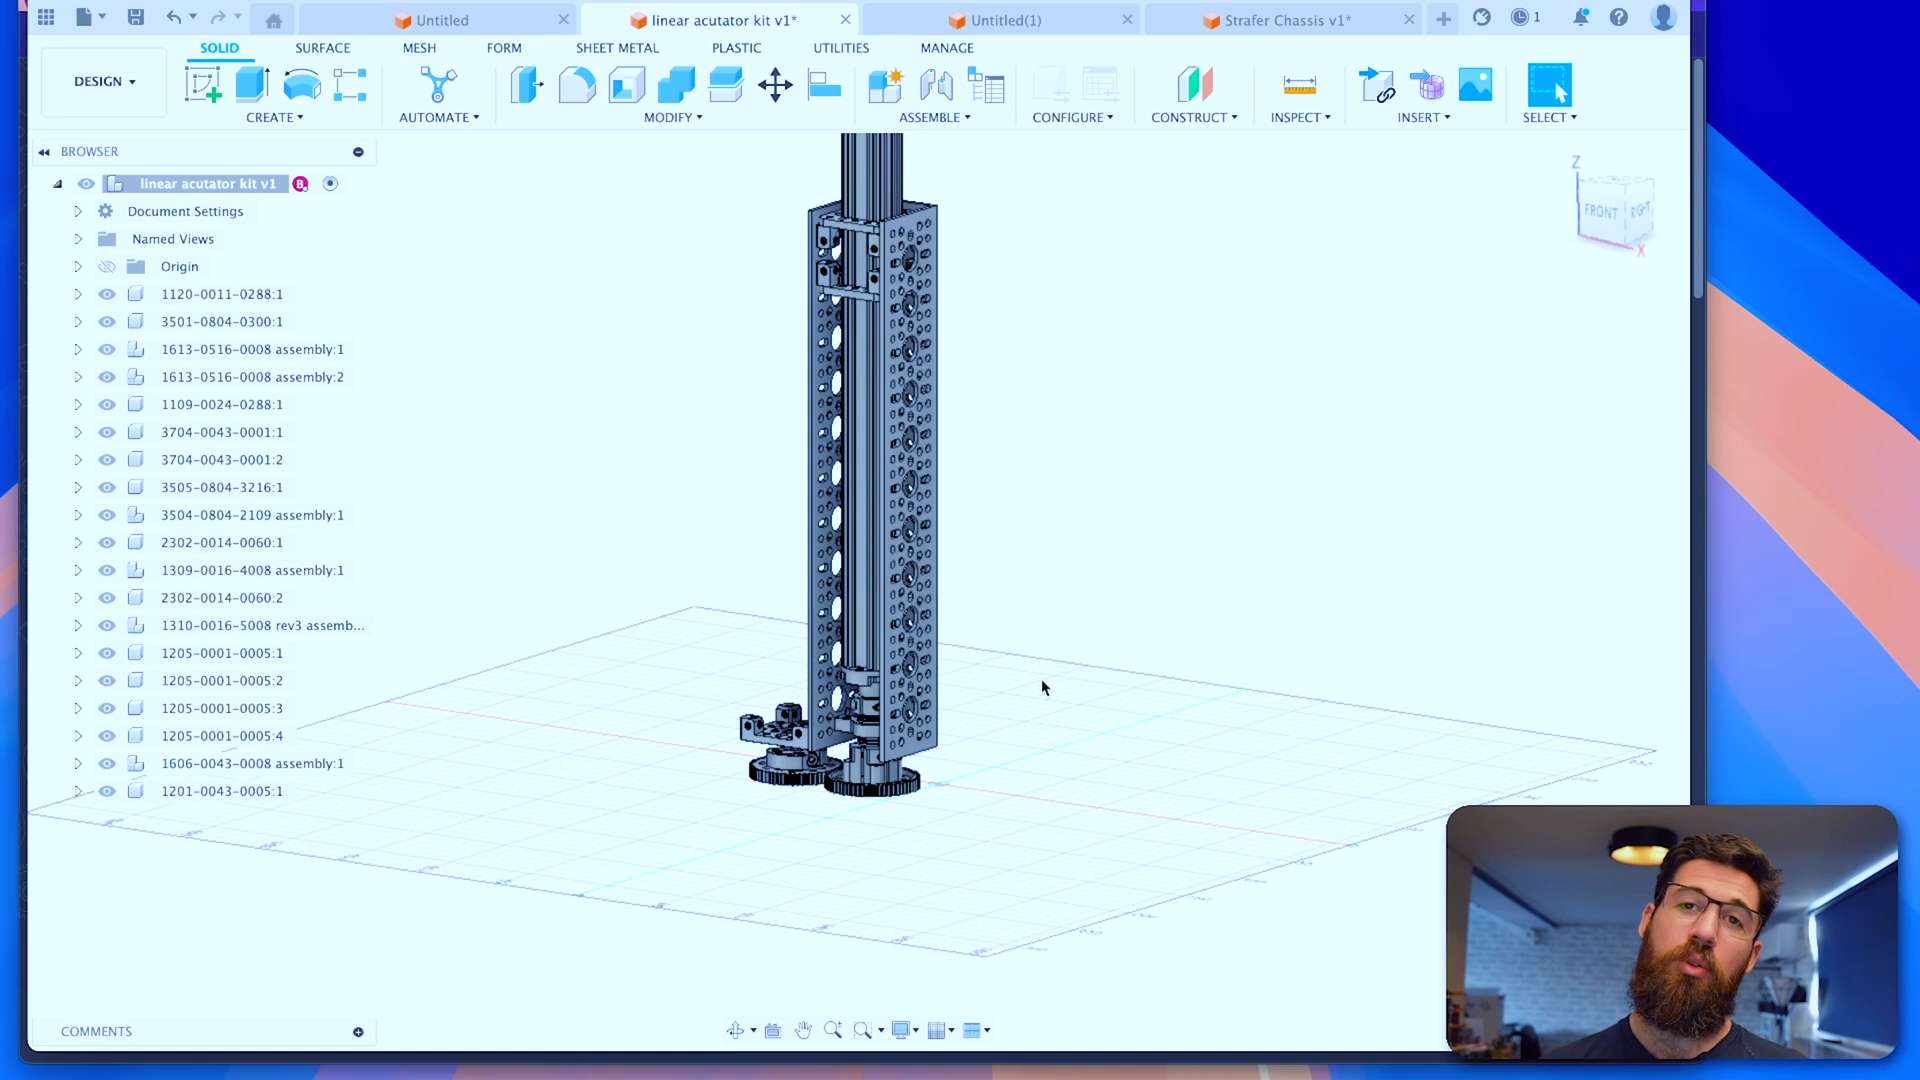 Untitled
linear acutator kit v1*
Untitled(1)
Strafer Chassis v1*
1
SOLID
SURFACE
MESH
FORM
SHEET METAL
PLASTIC
UTILITIES
MANAGE
DESIGN
CREATE
AUTOMATE
MODIFY
ASSEMBLE
CONFIGURE
CONSTRUCT
INSPECT
INSERT
SELECT
BROWSER
linear acutator kit v1
B
Document Settings
Named Views
Origin
1120-0011-0288:1
3501-0804-0300:1
1613-0516-0008 assembly:1
1613-0516-0008 assembly:2
1109-0024-0288:1
3704-0043-0001:1
3704-0043-0001:2
3505-0804-3216:1
3504-0804-2109 assembly:1
2302-0014-0060:1
1309-0016-4008 assembly:1
2302-0014-0060:2
1310-0016-5008 rev3 assemb...
1205-0001-0005:1
1205-0001-0005:2
1205-0001-0005:3
1205-0001-0005:4
1606-0043-0008 assembly:1
1201-0043-0005:1
Z
FRONT
RIGHT
X
COMMENTS